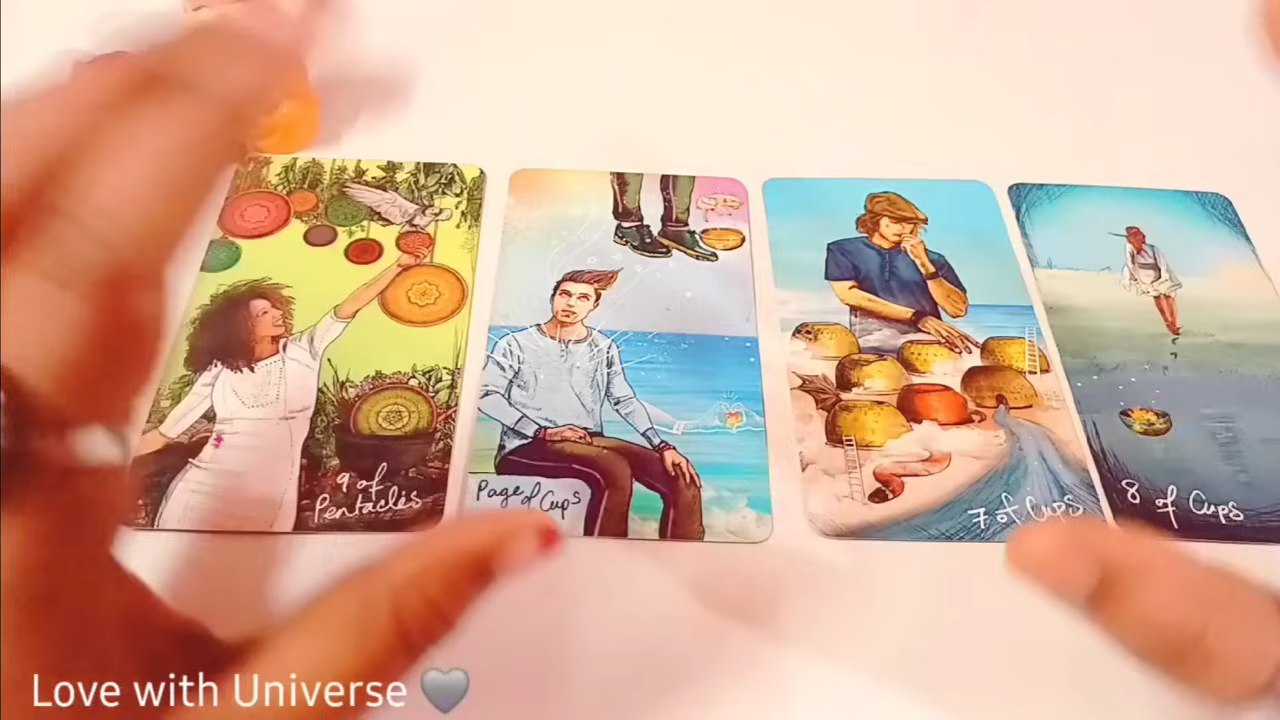 9 of
Pentacles
Page of Cups
7 of Cups
8 of Cups
Love with Universe 🩶